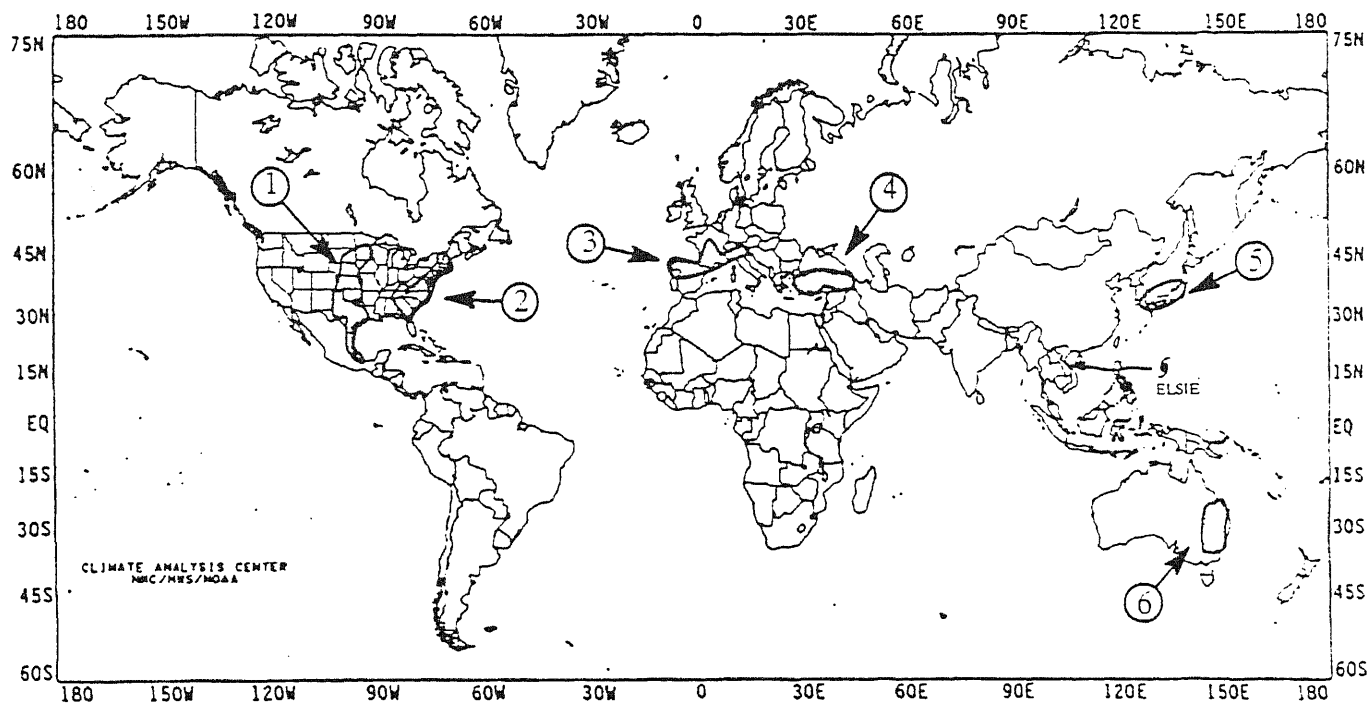 180 150W 120W 90W 60W 30W 0 30E 60E 90E 120E 150E 180
75N 75N
60N 60N
① ④
45N ③ 45N
⑤
② 
30N 30N
15N 15N
ELSIE
EQ EQ
15S 15S
30S 30S
CLIMATE ANALYSIS CENTER
NMC/NWS/NOAA
45S ⑥ 45S
60S 60S
180 150W 120W 90W 60W 30W 0 30E 60E 90E 120E 150E 180